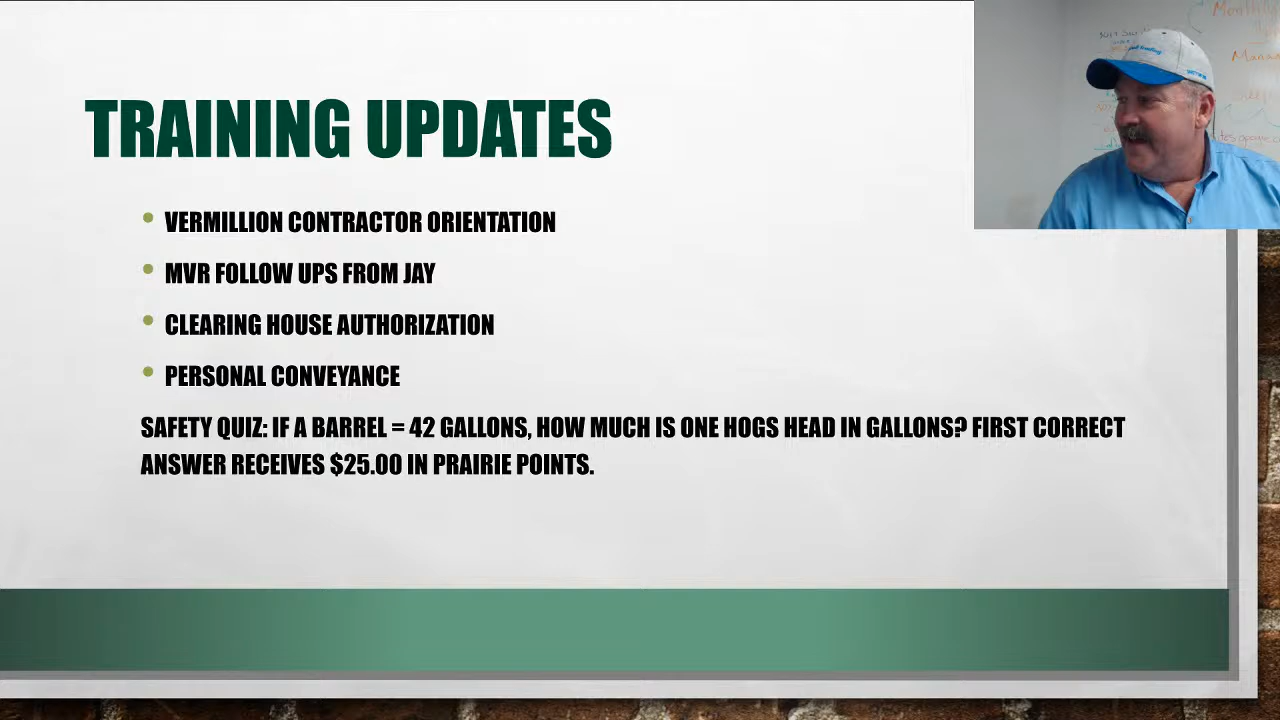 TRAINING UPDATES
• VERMILLION CONTRACTOR ORIENTATION
• MVR FOLLOW UPS FROM JAY
• CLEARING HOUSE AUTHORIZATION
• PERSONAL CONVEYANCE
SAFETY QUIZ: IF A BARREL = 42 GALLONS, HOW MUCH IS ONE HOGS HEAD IN GALLONS? FIRST CORRECT
ANSWER RECEIVES $25.00 IN PRAIRIE POINTS.